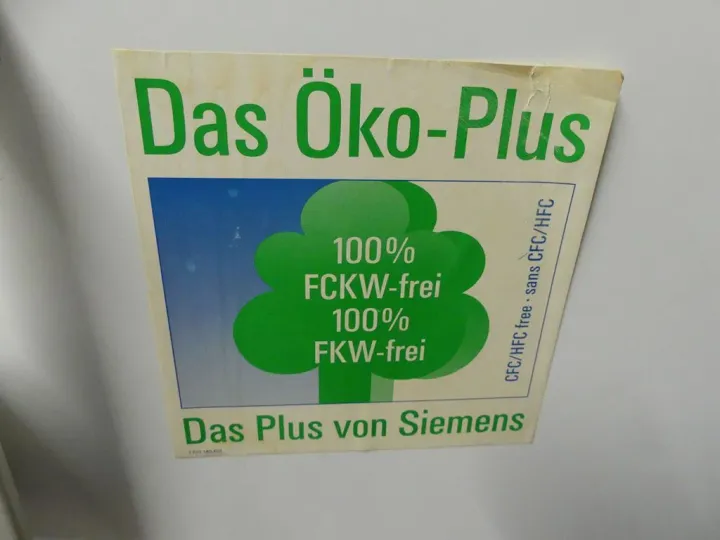 Das Öko-Plus
100%
FCKW-frei
100%
FKW-frei
CFC/HFC free · sans CFC/HFC
Das Plus von Siemens